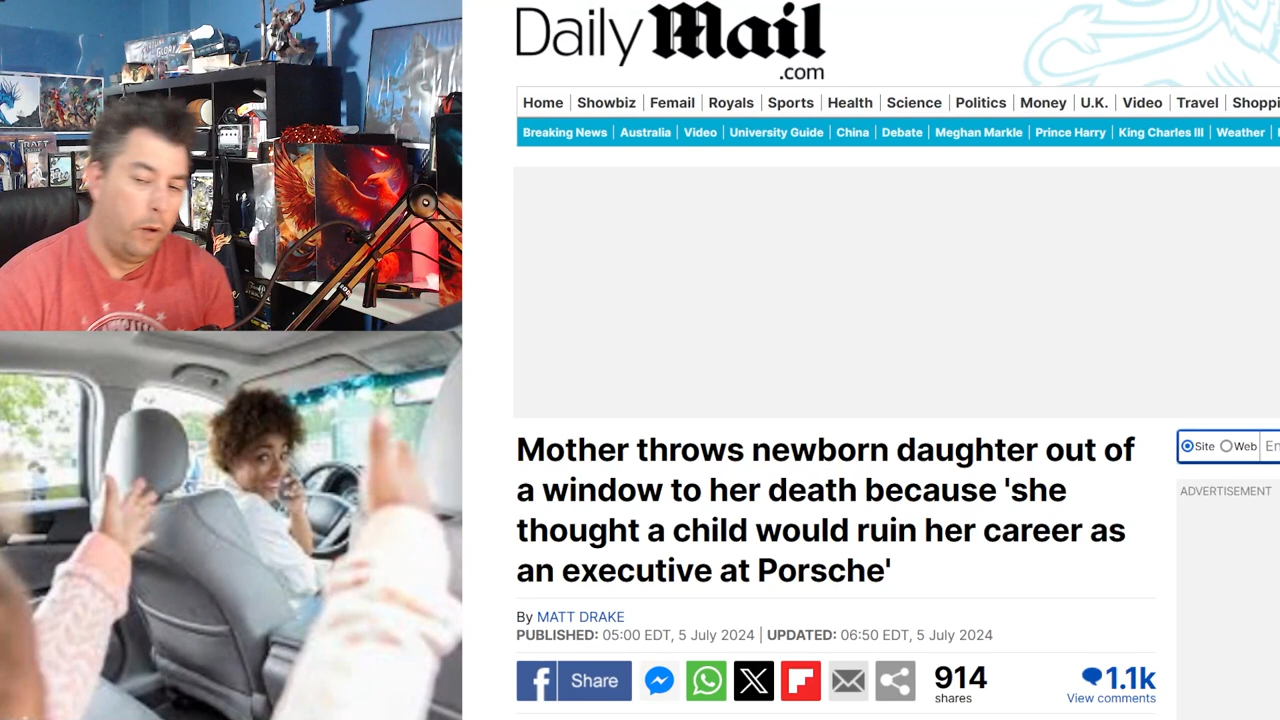 Daily Mail
.com
Home Showbiz Femail Royals Sports Health Science Politics Money U.K. Video Travel
Breaking News Australia Video University Guide China Debate Meghan Markle Prince Harry King Charles III Weather
Mother throws newborn daughter out of
a window to her death because 'she
thought a child would ruin her career as
an executive at Porsche'
Site Web
ADVERTISEMENT
By MATT DRAKE
PUBLISHED: 05:00 EDT, 5 July 2024 | UPDATED: 06:50 EDT, 5 July 2024
f Share
914
shares
1.1k
View comments